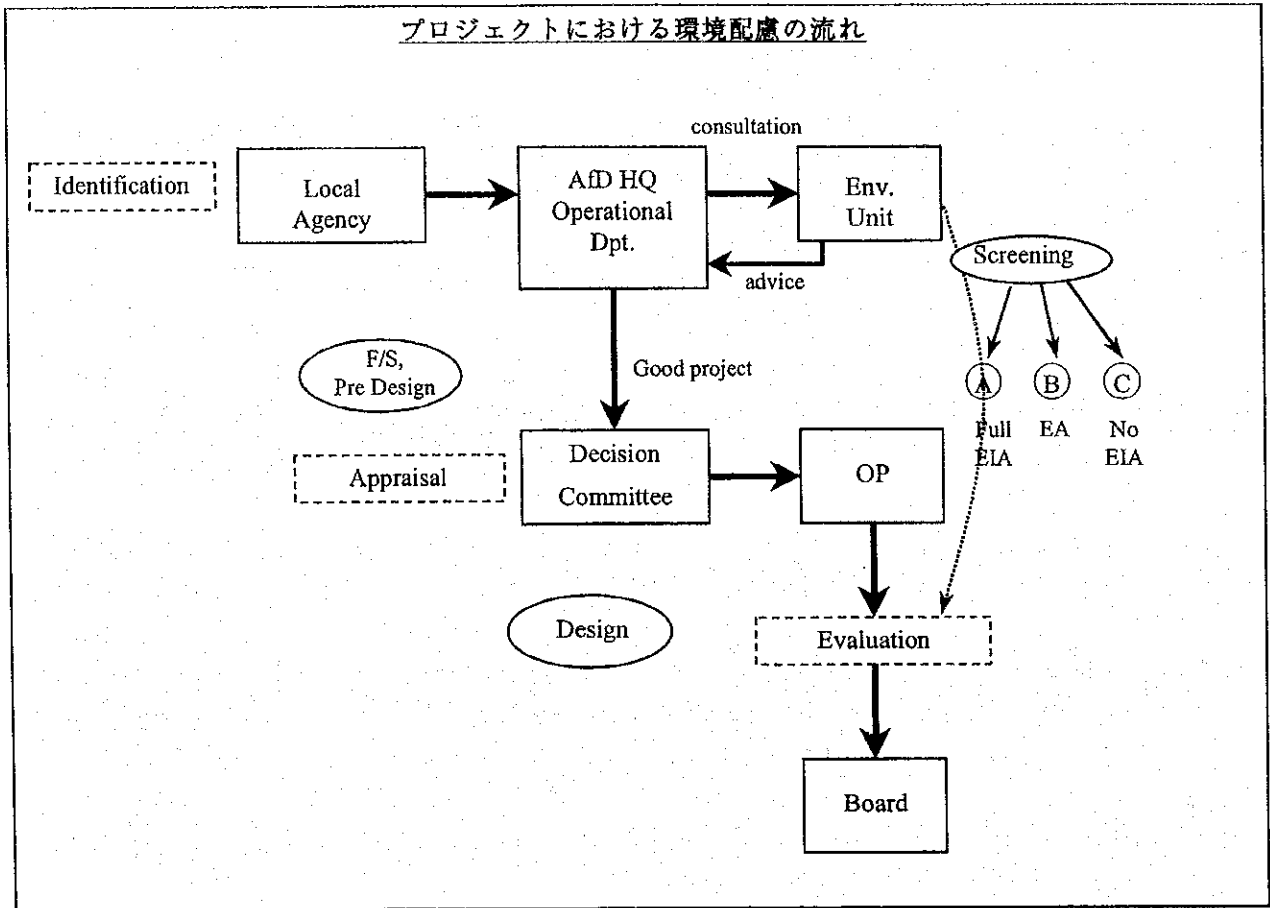 プロジェクトにおける環境配慮の流れ
consultation
Identification
Local
Agency
AfD HQ
Operational
Dpt.
Env.
Unit
advice
Screening
F/S,
Pre Design
Good project
A
B
C
Full
EIA
EA
No
EIA
Appraisal
Decision
Committee
OP
Design
Evaluation
Board